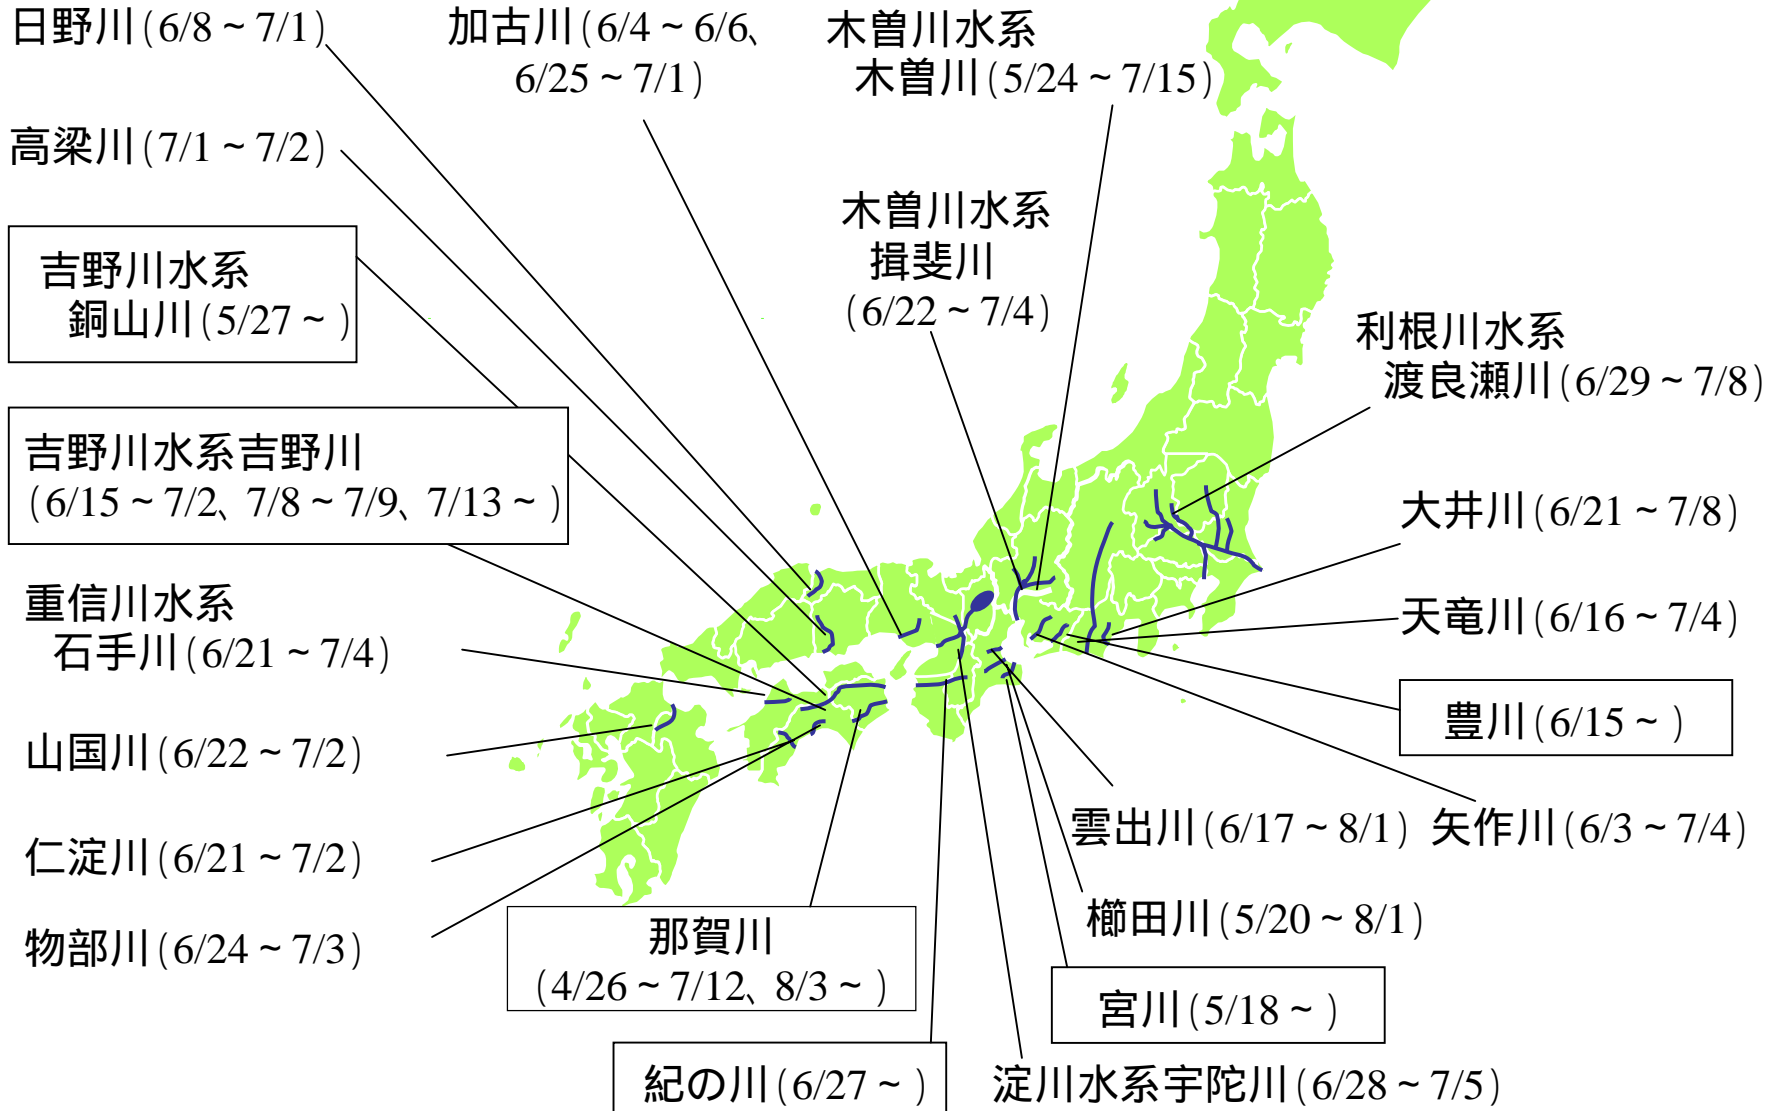 日野川(6/8～7/1)
加古川(6/4～6/6、
6/25～7/1)
木曽川水系
木曽川(5/24～7/15)
高梁川(7/1～7/2)
木曽川水系
揖斐川
(6/22～7/4)
吉野川水系
銅山川(5/27～ )
利根川水系
渡良瀬川(6/29～7/8)
吉野川水系吉野川
(6/15～7/2、7/8～7/9、7/13～ )
大井川(6/21～7/8)
重信川水系
石手川(6/21～7/4)
天竜川(6/16～7/4)
豊川(6/15～ )
山国川(6/22～7/2)
雲出川(6/17～8/1)
矢作川(6/3～7/4)
仁淀川(6/21～7/2)
櫛田川(5/20～8/1)
物部川(6/24～7/3)
那賀川
(4/26～7/12、8/3～ )
宮川(5/18～ )
紀の川(6/27～ )
淀川水系宇陀川(6/28～7/5)